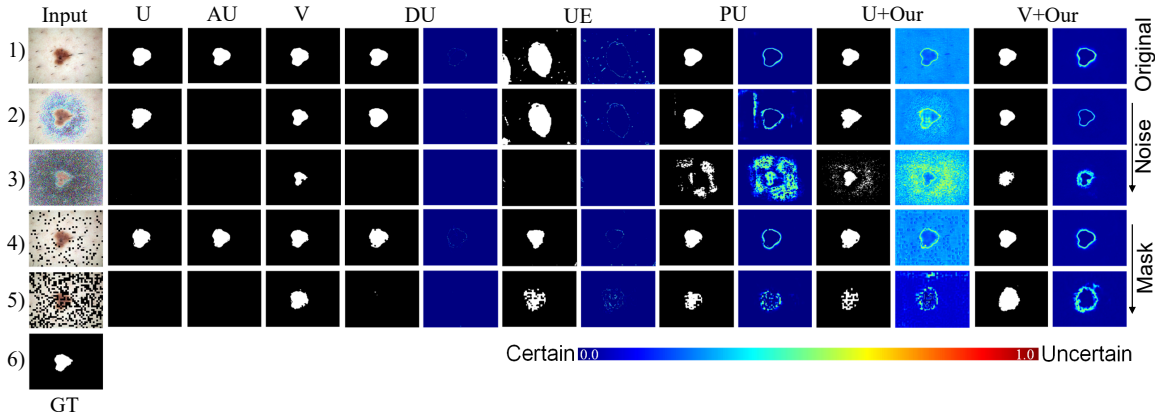 Input U AU V DU UE PU U+Our V+Our
1)
Original
2)
Noise
3)
4)
Mask
5)
6)
Certain 0.0 1.0 Uncertain
GT